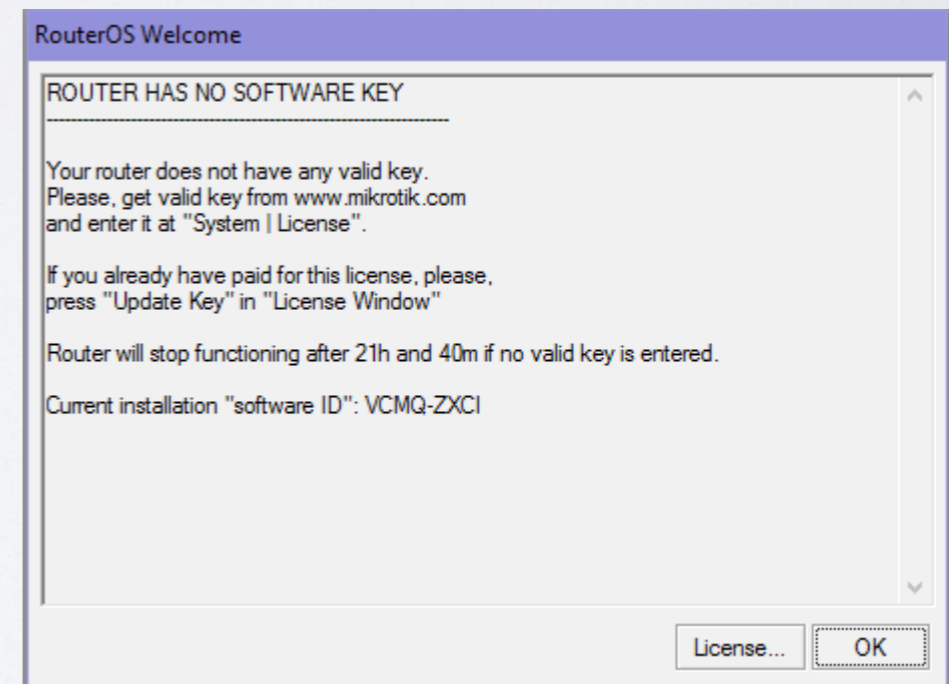 RouterOS Welcome
ROUTER HAS NO SOFTWARE KEY
--------------------------------------------------------------------
Your router does not have any valid key.
Please, get valid key from www.mikrotik.com
and enter it at "System | License".
If you already have paid for this license, please,
press "Update Key" in "License Window"
Router will stop functioning after 21h and 40m if no valid key is entered.
Current installation "software ID": VCMQ-ZXCI
License...
OK